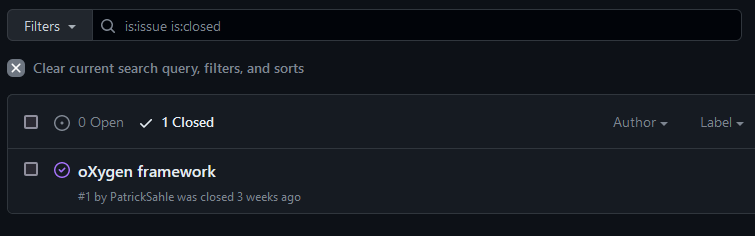 Filters is:issue is:closed
Clear current search query, filters, and sorts
0 Open 1 Closed Author Label
oXygen framework
#1 by PatrickSahle was closed 3 weeks ago